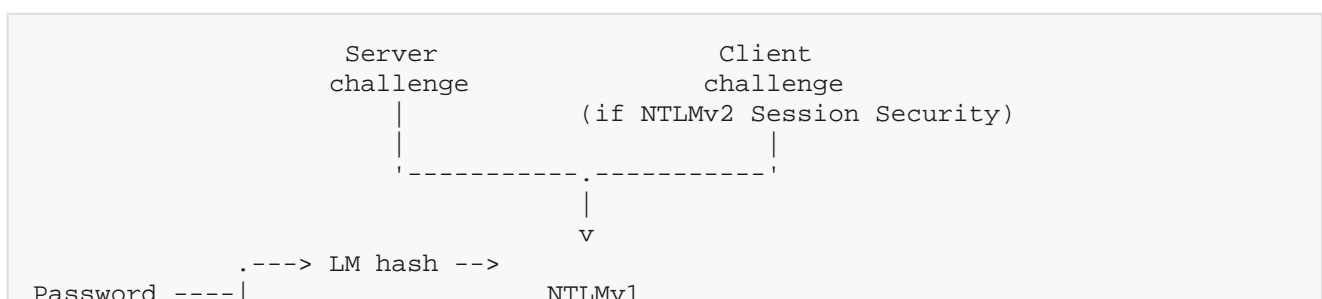 Server Client
challenge challenge
| (if NTLMv2 Session Security)
| |
'-----------.-----------'
|
v
.---> LM hash -->
Password ----| NTLMv1